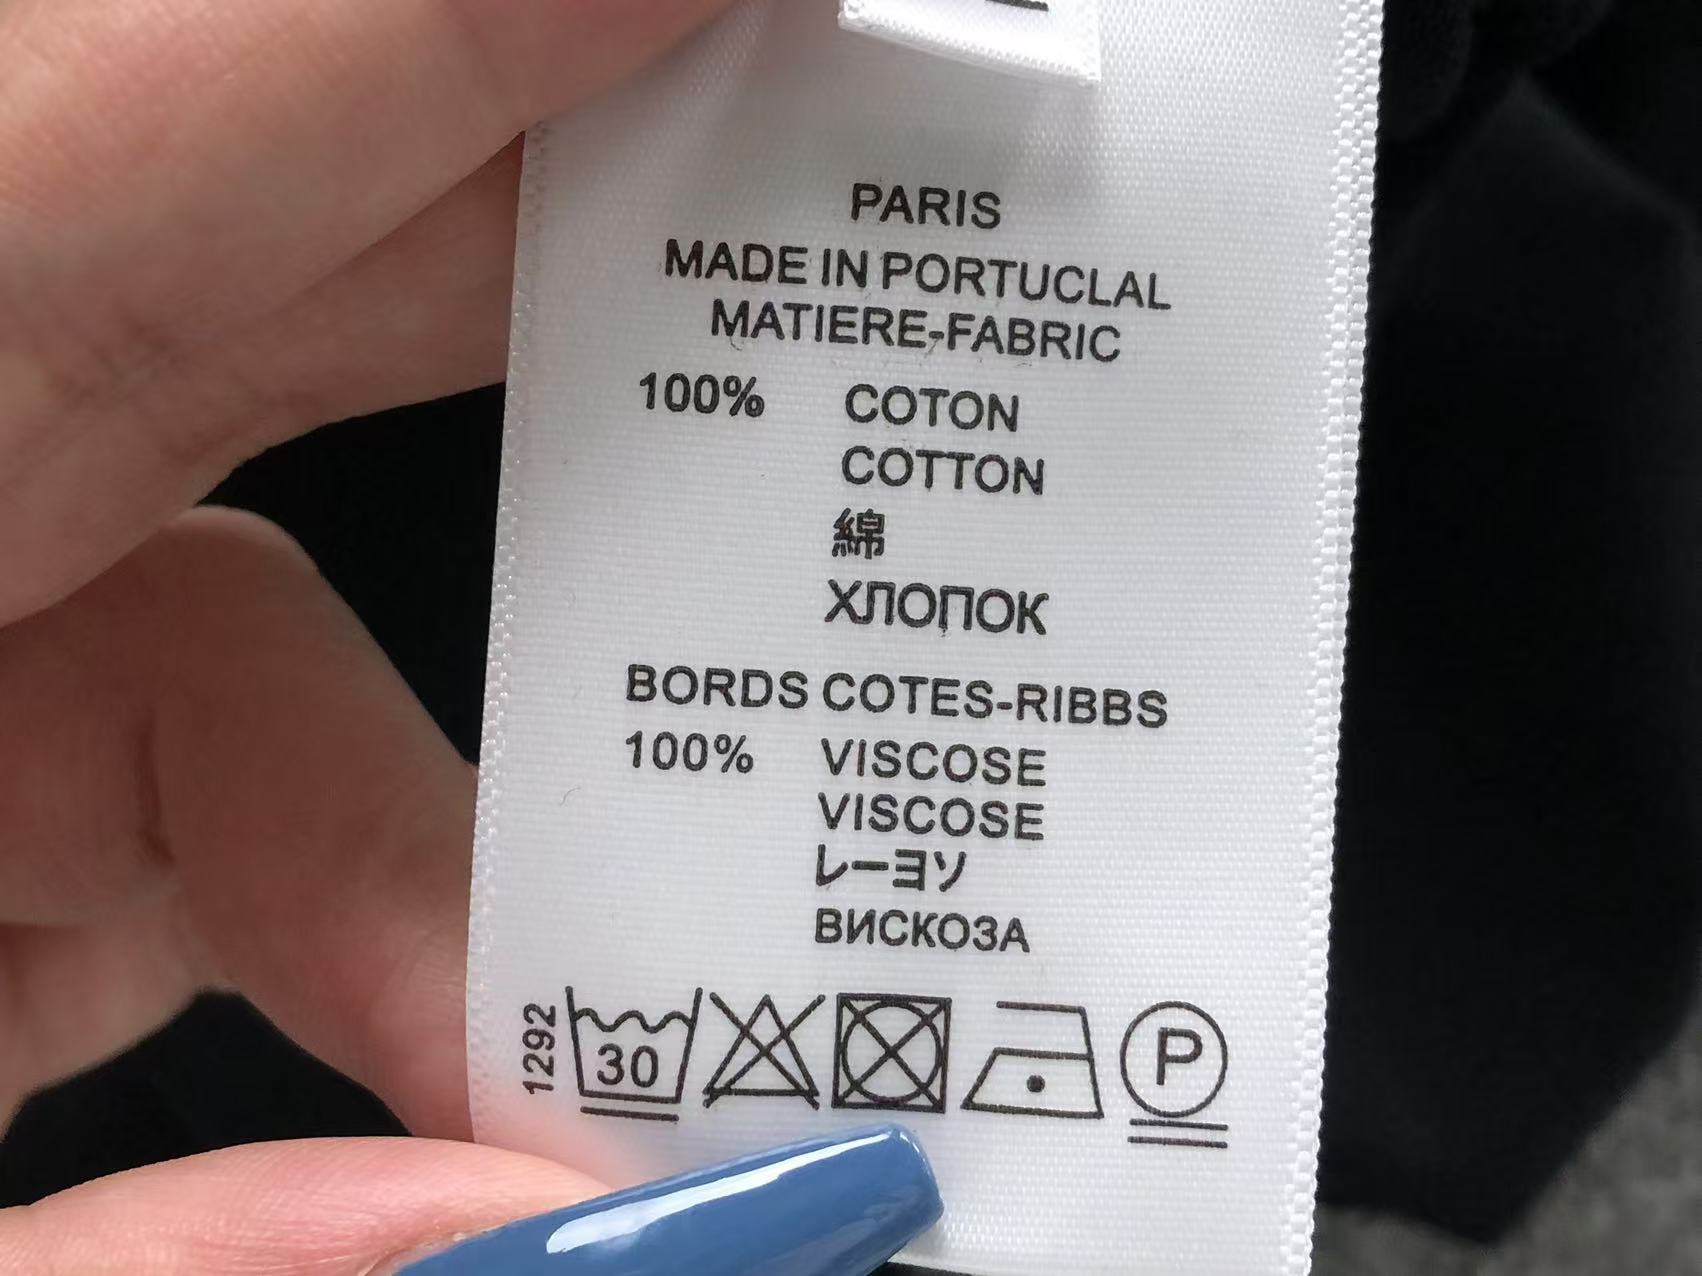 PARIS
MADE IN PORTUCLAL
MATIERE-FABRIC
100% COTON
COTTON
綿
ХЛОПОК
BORDS COTES-RIBBS
100% VISCOSE
VISCOSE
レーヨソ
ВИСКОЗА
1292
30
P